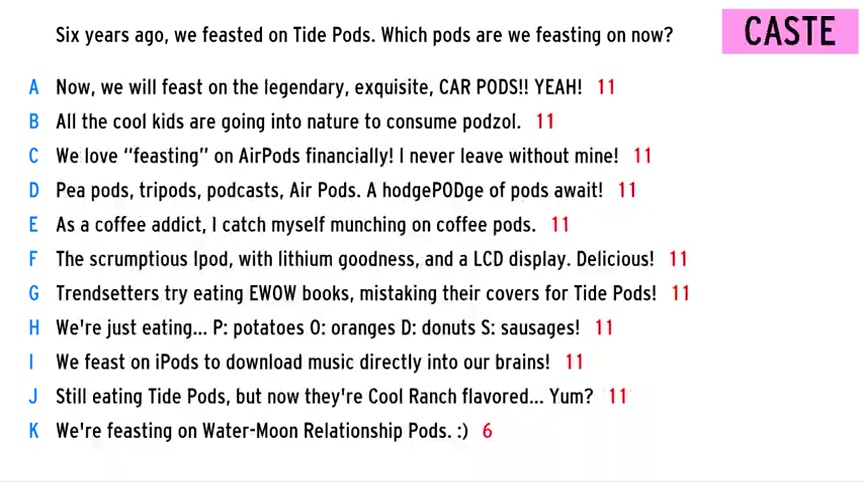 Six years ago, we feasted on Tide Pods. Which pods are we feasting on now?
CASTE
A Now, we will feast on the legendary, exquisite, CAR PODS!! YEAH! 11
B All the cool kids are going into nature to consume podzol. 11
C We love “feasting” on AirPods financially! I never leave without mine! 11
D Pea pods, tripods, podcasts, Air Pods. A hodgePODge of pods await! 11
E As a coffee addict, I catch myself munching on coffee pods. 11
F The scrumptious Ipod, with lithium goodness, and a LCD display. Delicious! 11
G Trendsetters try eating EWOW books, mistaking their covers for Tide Pods! 11
H We're just eating... P: potatoes O: oranges D: donuts S: sausages! 11
I We feast on iPods to download music directly into our brains! 11
J Still eating Tide Pods, but now they're Cool Ranch flavored... Yum? 11
K We're feasting on Water-Moon Relationship Pods. :) 6